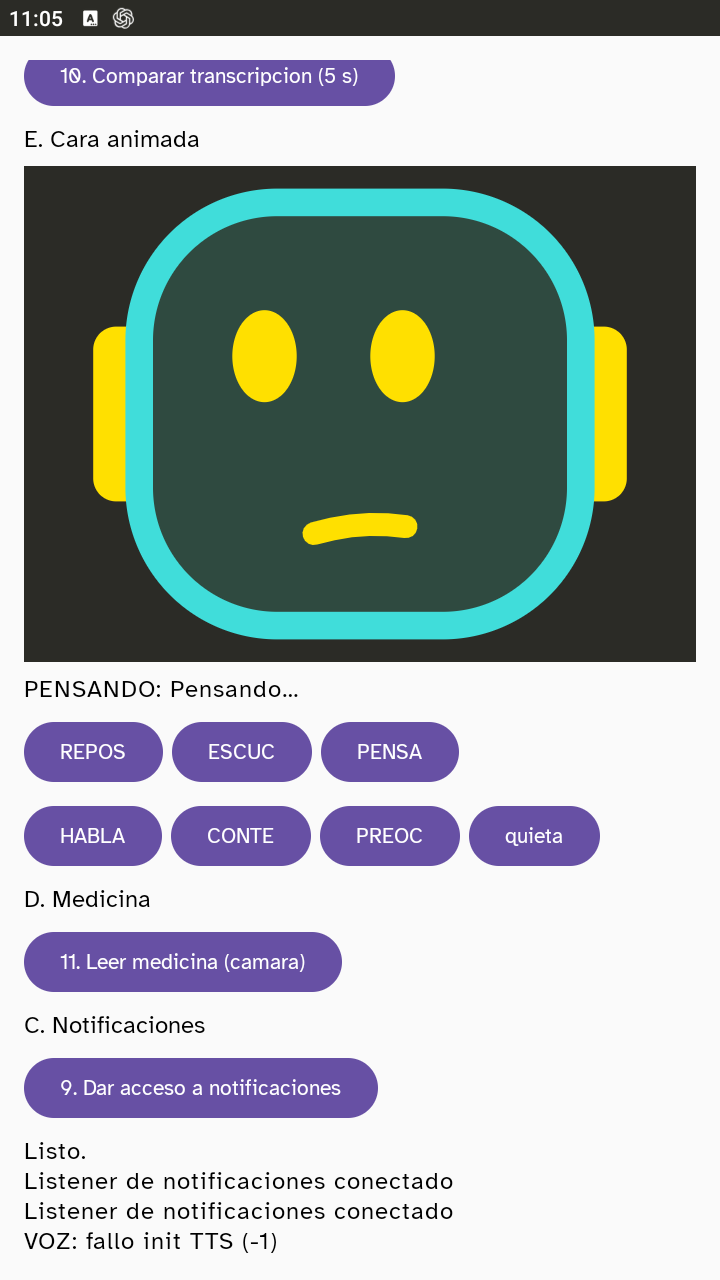 11:05
10. Comparar transcripcion (5 s)
E. Cara animada
PENSANDO: Pensando...
REPOS ESCUC PENSA
HABLA CONTE PREOC quieta
D. Medicina
11. Leer medicina (camara)
C. Notificaciones
9. Dar acceso a notificaciones
Listo.
Listener de notificaciones conectado
Listener de notificaciones conectado
VOZ: fallo init TTS (-1)